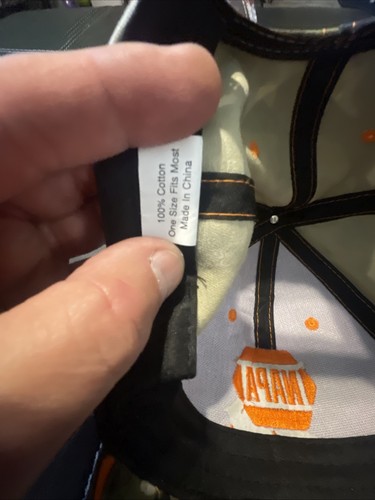 100% Cotton
One Size Fits Most
Made In China
NAPA